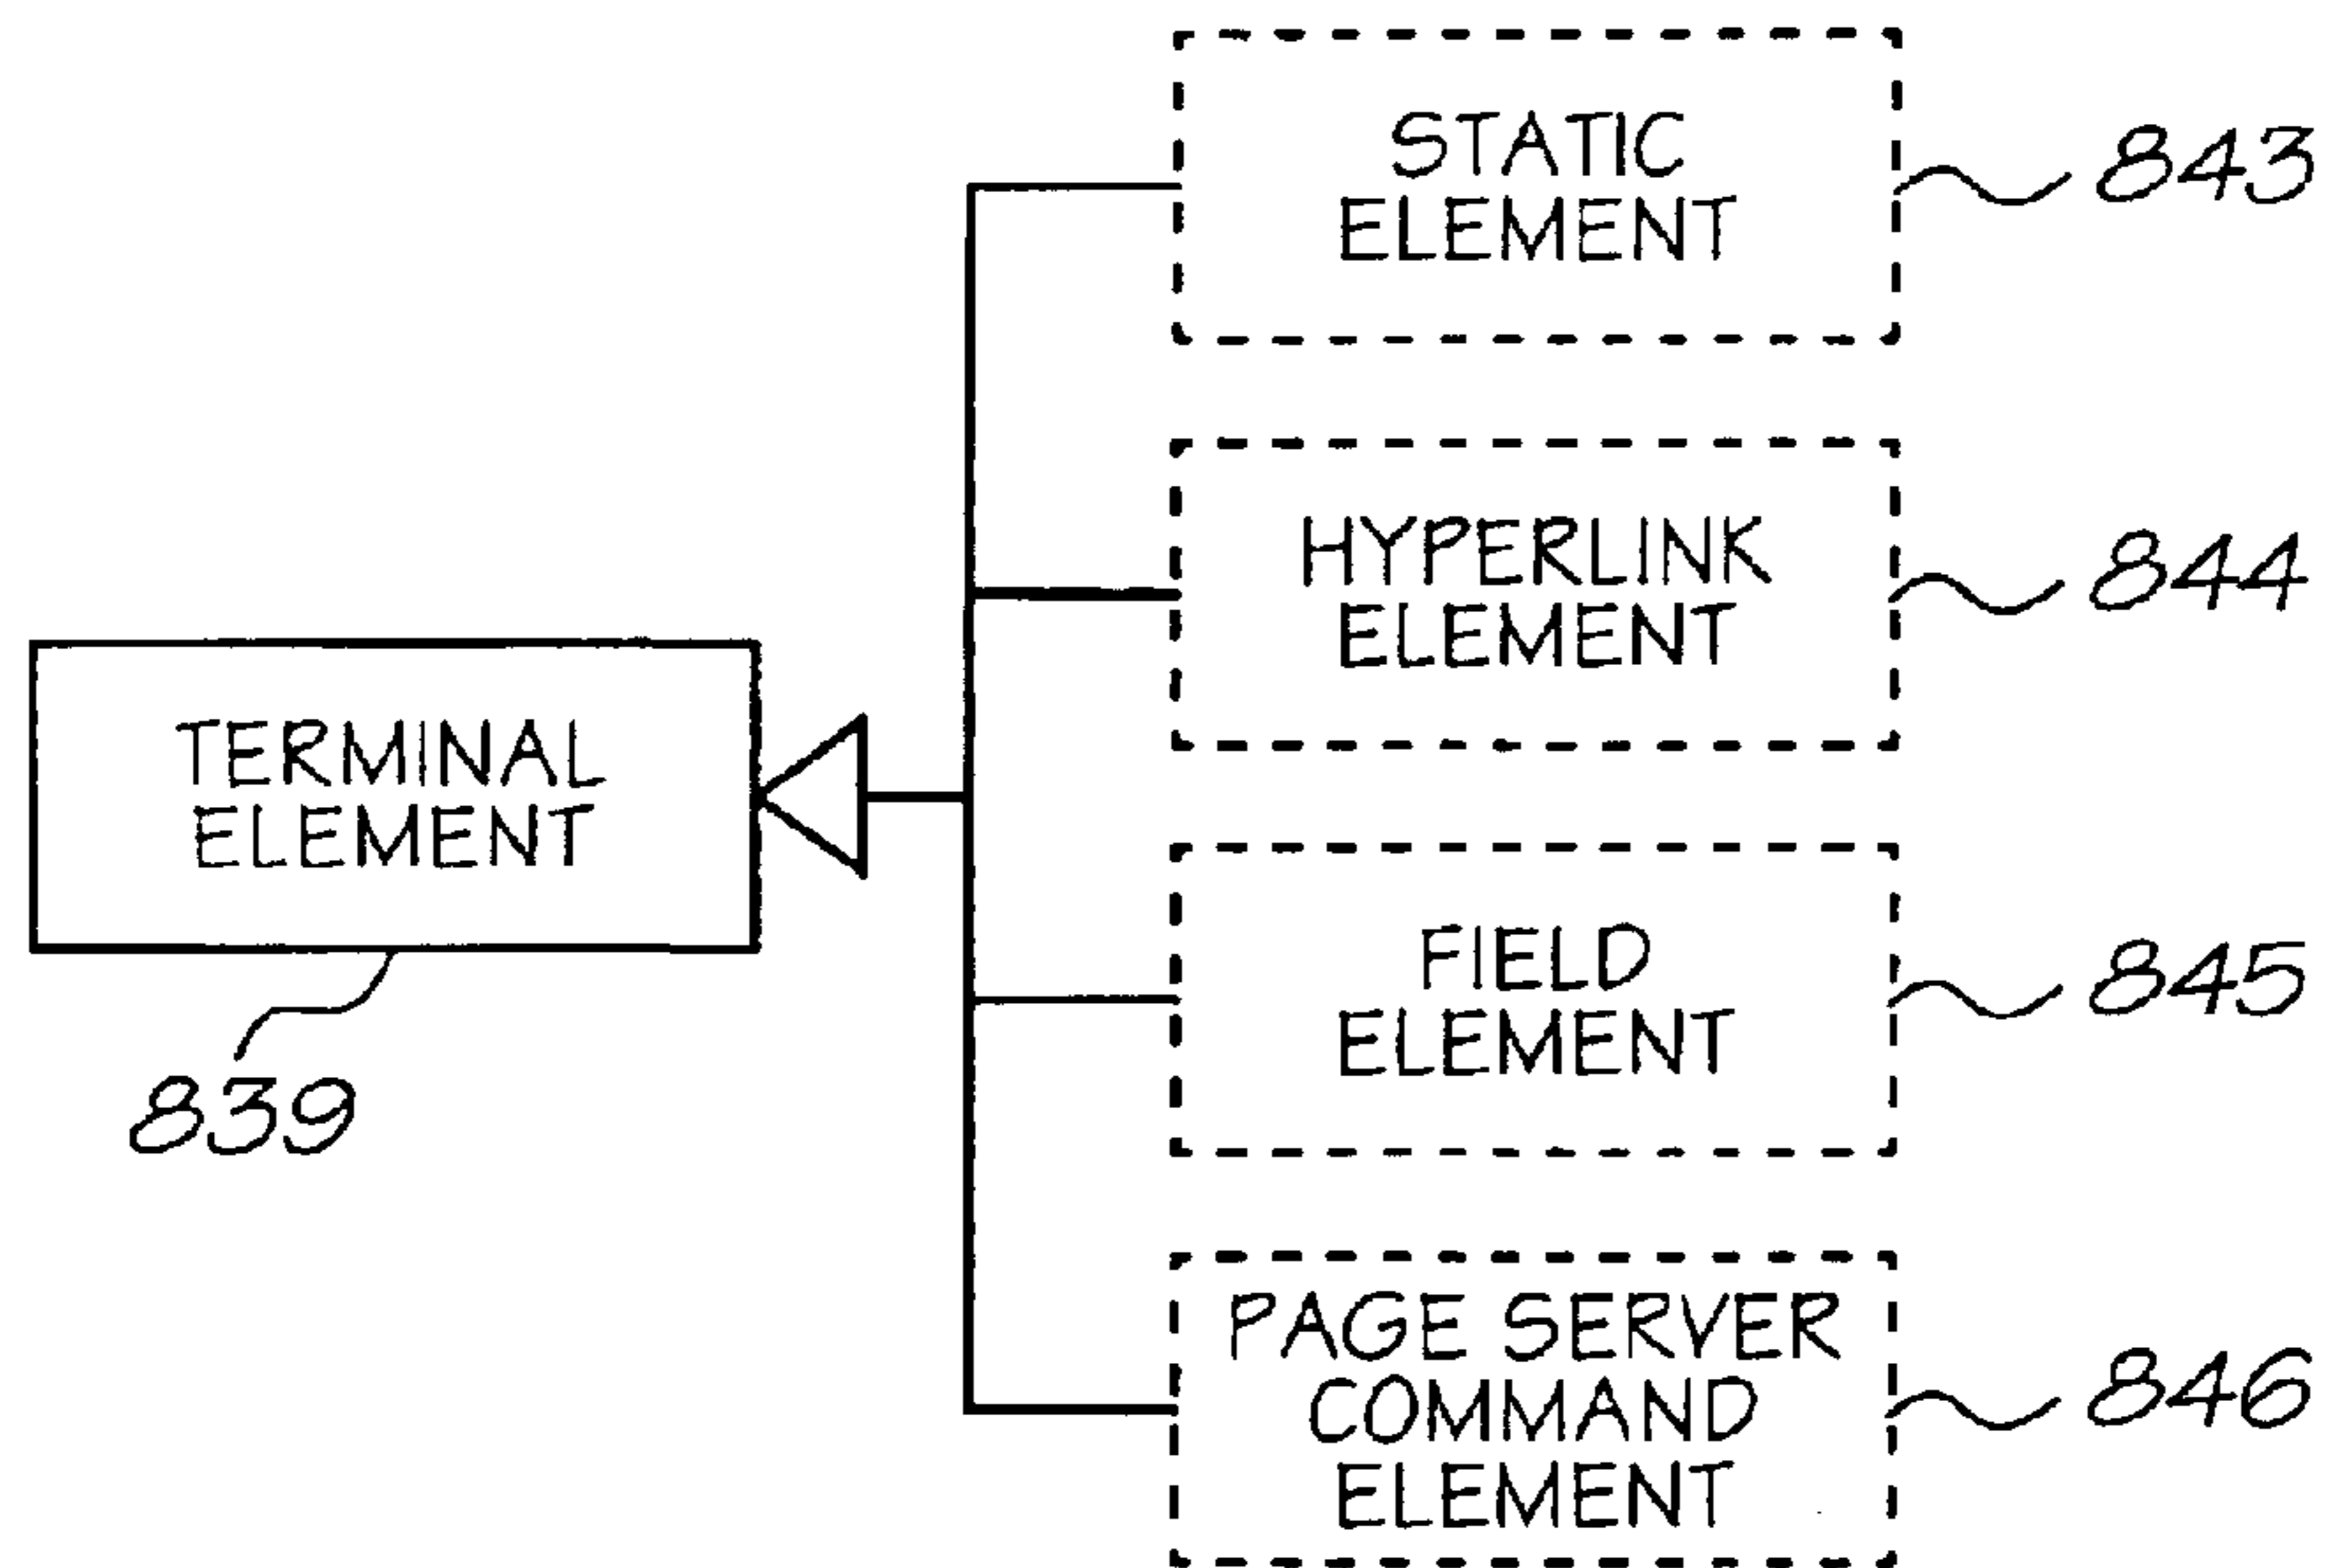 STATIC
ELEMENT
843
HYPERLINK
ELEMENT
844
TERMINAL
ELEMENT
839
FIELD
ELEMENT
845
PAGE SERVER
COMMAND
ELEMENT
846